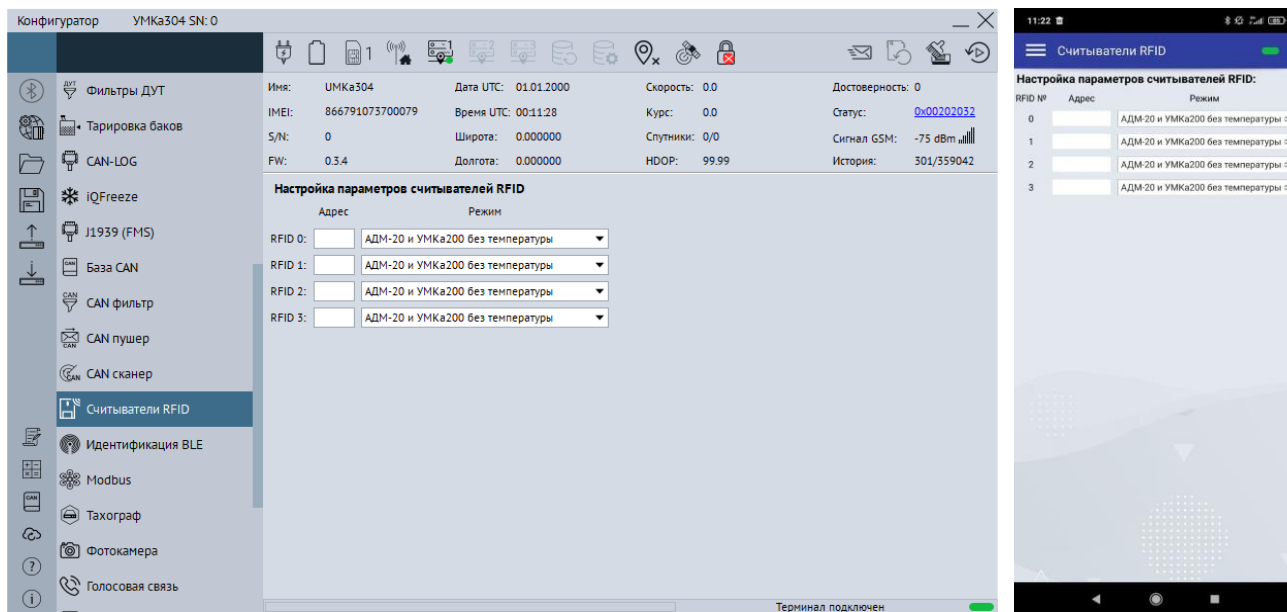 Конфигуратор УМКа304 SN: 0
1
Имя: UMKa304 Дата UTC: 01.01.2000 Скорость: 0.0 Достоверность: 0
IMEI: 866791073700079 Время UTC: 00:11:28 Курс: 0.0 Статус: 0x00202032
S/N: 0 Широта: 0.000000 Спутники: 0/0 Сигнал GSM: -75 dBm
FW: 0.3.4 Долгота: 0.000000 HDOP: 99.99 История: 301/359042
Фильтры ДУТ
Тарировка баков
CAN-LOG
iQFreeze
J1939 (FMS)
База CAN
CAN фильтр
CAN пушер
CAN сканер
Считыватели RFID
Идентификация BLE
Modbus
Тахограф
Фотокамера
Голосовая связь
Настройка параметров считывателей RFID
Адрес Режим
RFID 0: АДМ-20 и УМКа200 без температуры
RFID 1: АДМ-20 и УМКа200 без температуры
RFID 2: АДМ-20 и УМКа200 без температуры
RFID 3: АДМ-20 и УМКа200 без температуры
Терминал подключен
11:22
Считыватели RFID
Настройка параметров считывателей RFID:
RFID № Адрес Режим
0 АДМ-20 и УМКа200 без температуры
1 АДМ-20 и УМКа200 без температуры
2 АДМ-20 и УМКа200 без температуры
3 АДМ-20 и УМКа200 без температуры